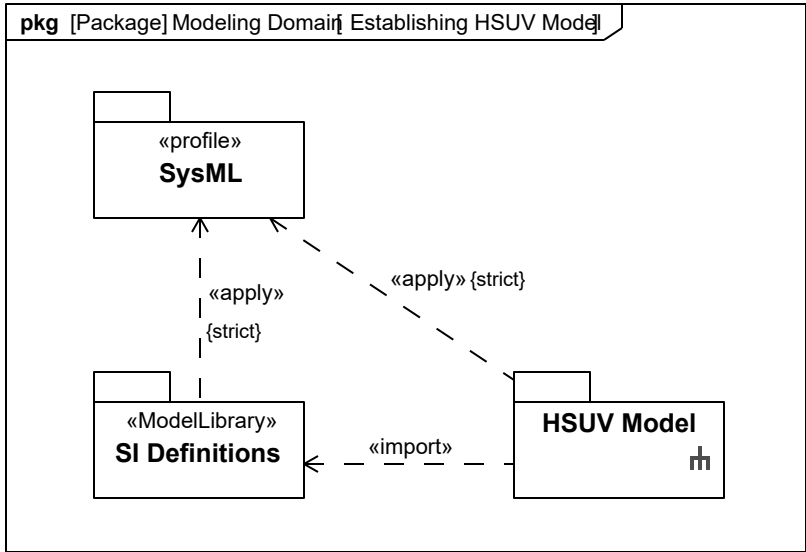 pkg [Package] Modeling Domain[ Establishing HSUV Model]
«profile»
SysML
«apply»
{strict}
«apply» {strict}
«ModelLibrary»
SI Definitions
«import»
HSUV Model